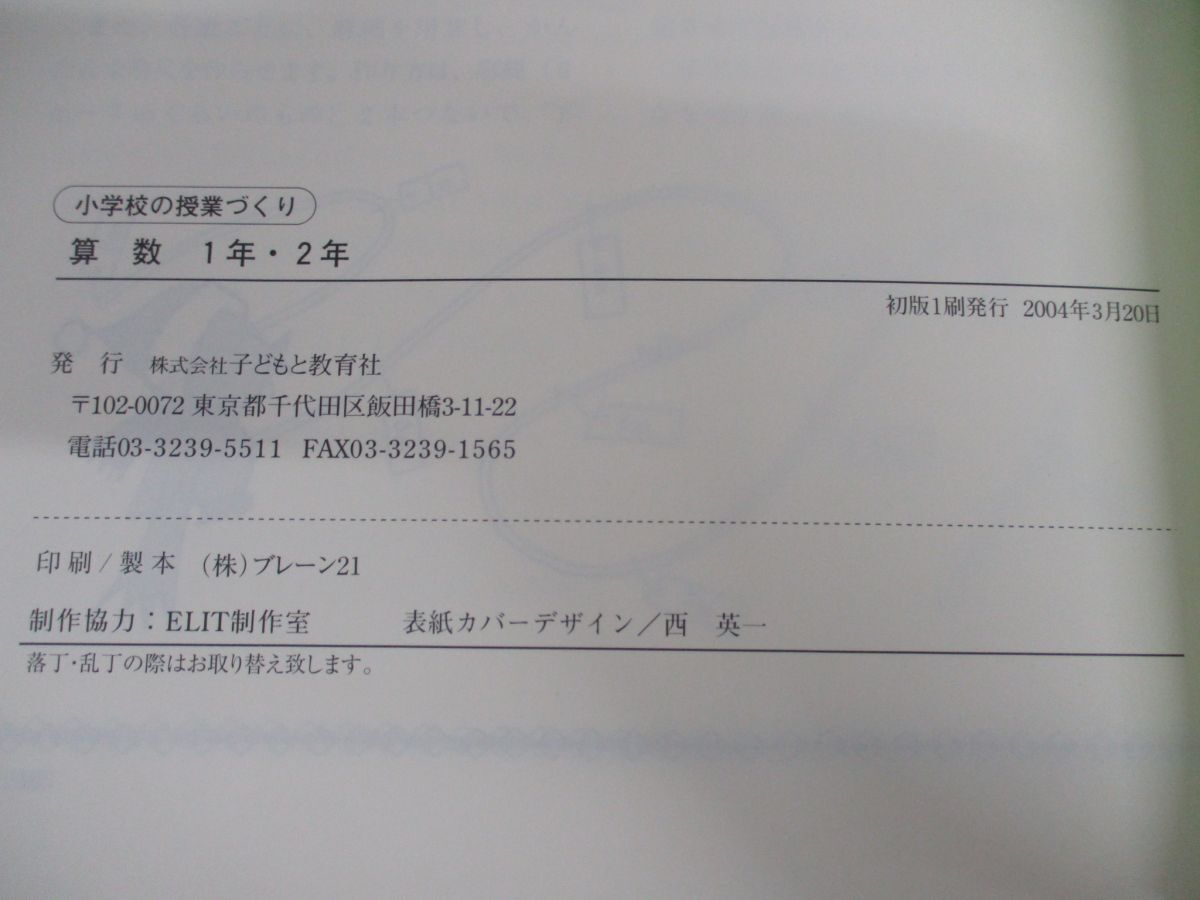 小学校の授業づくり
算 数 1年・2年
初版1刷発行 2004年3月20日
発 行 株式会社子どもと教育社
〒102-0072 東京都千代田区飯田橋3-11-22
電話03-3239-5511 FAX03-3239-1565
印刷/製本 (株)ブレーン21
制作協力：ELIT制作室 表紙カバーデザイン／西 英一
落丁・乱丁の際はお取り替え致します。